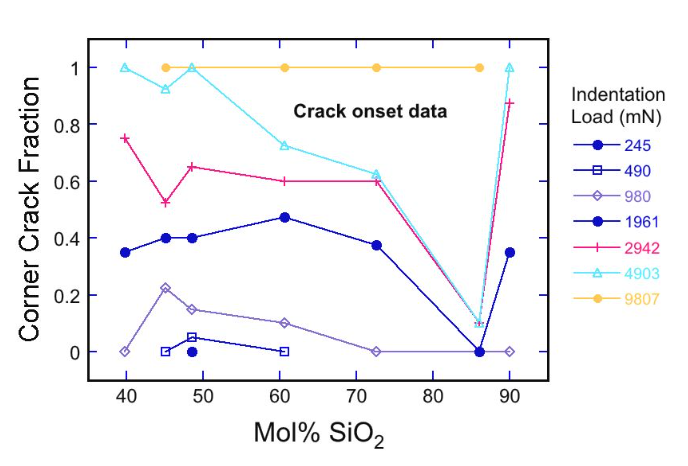 1
0.8
0.6
0.4
0.2
0
Corner Crack Fraction
Crack onset data
40 50 60 70 80 90
Mol% SiO₂
Indentation
Load (mN)
245
490
980
1961
2942
4903
9807